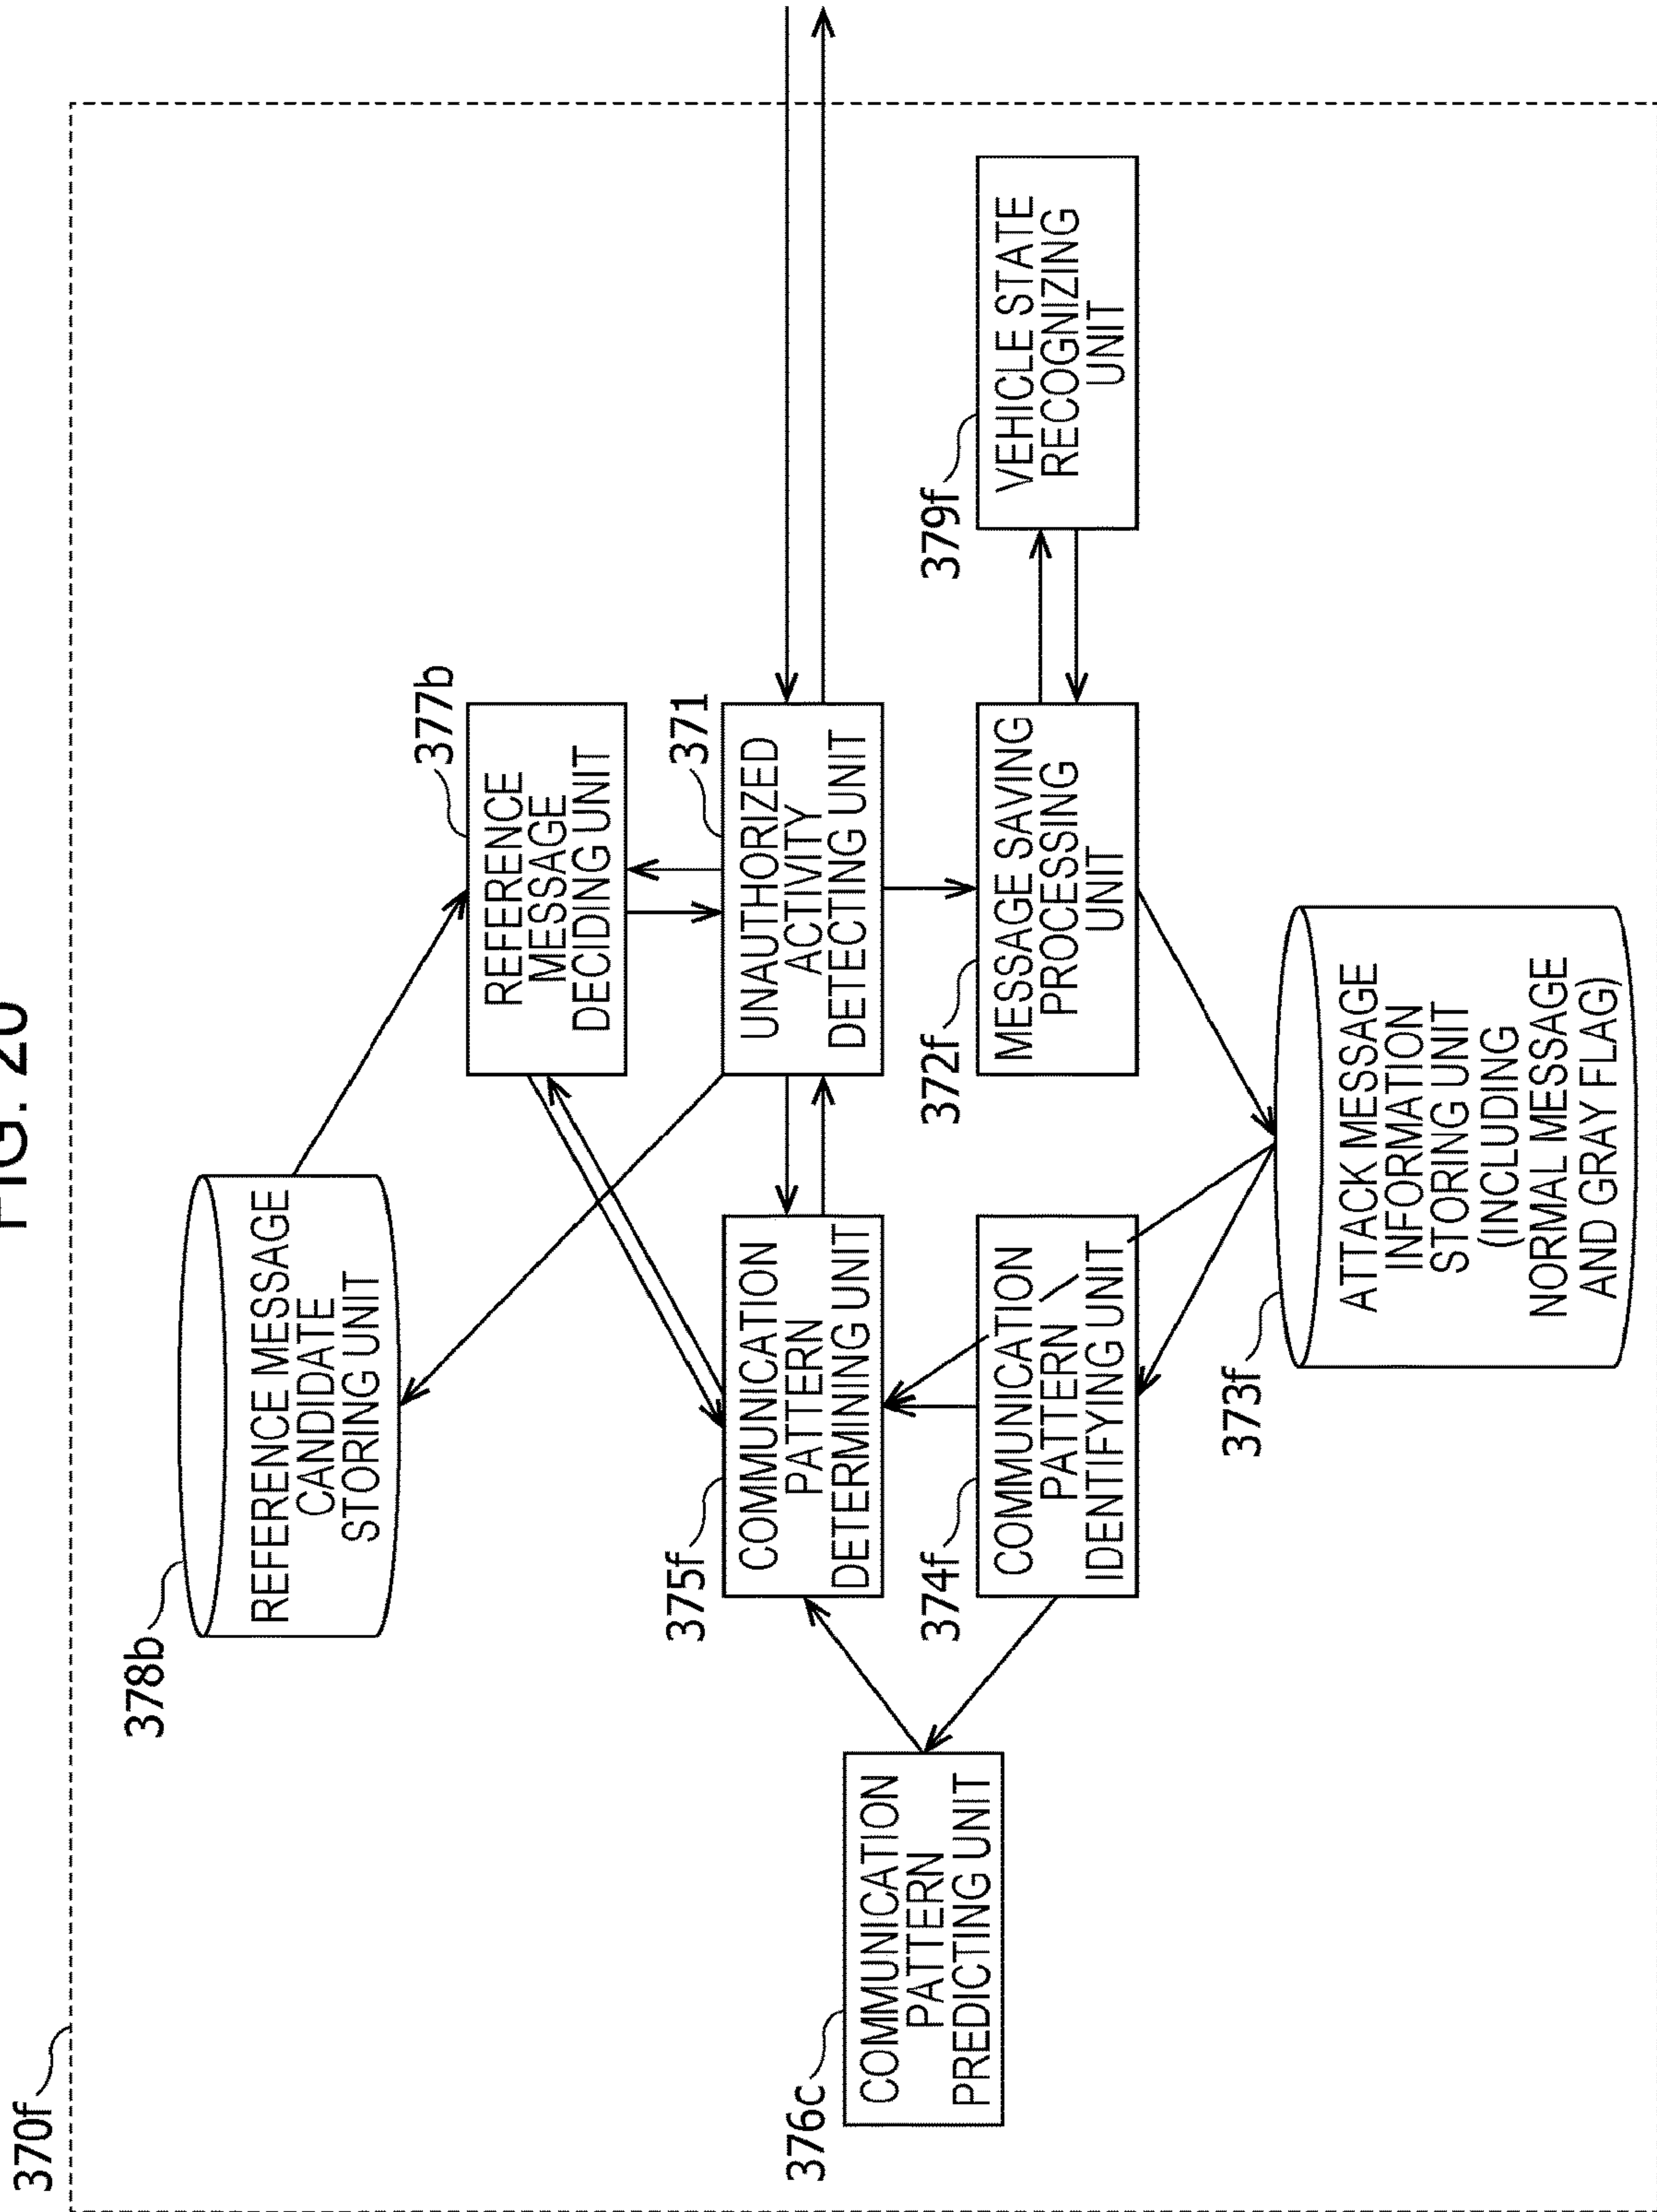 FIG.
370f
378b
REFERENCE MESSAGE
CANDIDATE
STORING UNIT
377b
REFERENCE
MESSAGE
DECIDING UNIT
375f
COMMUNICATION
PATTERN
DETERMINING UNIT
371
UNAUTHORIZED
ACTIVITY
DETECTING UNIT
376c
COMMUNICATION
PATTERN
PREDICTING UNIT
374f
COMMUNICATION
PATTERN
IDENTIFYING UNIT
372f
MESSAGE SAVING
PROCESSING
UNIT
379f
VEHICLE STATE
RECOGNIZING
UNIT
373f
ATTACK MESSAGE
INFORMATION
STORING UNIT
(INCLUDING
NORMAL MESSAGE
AND GRAY FLAG)